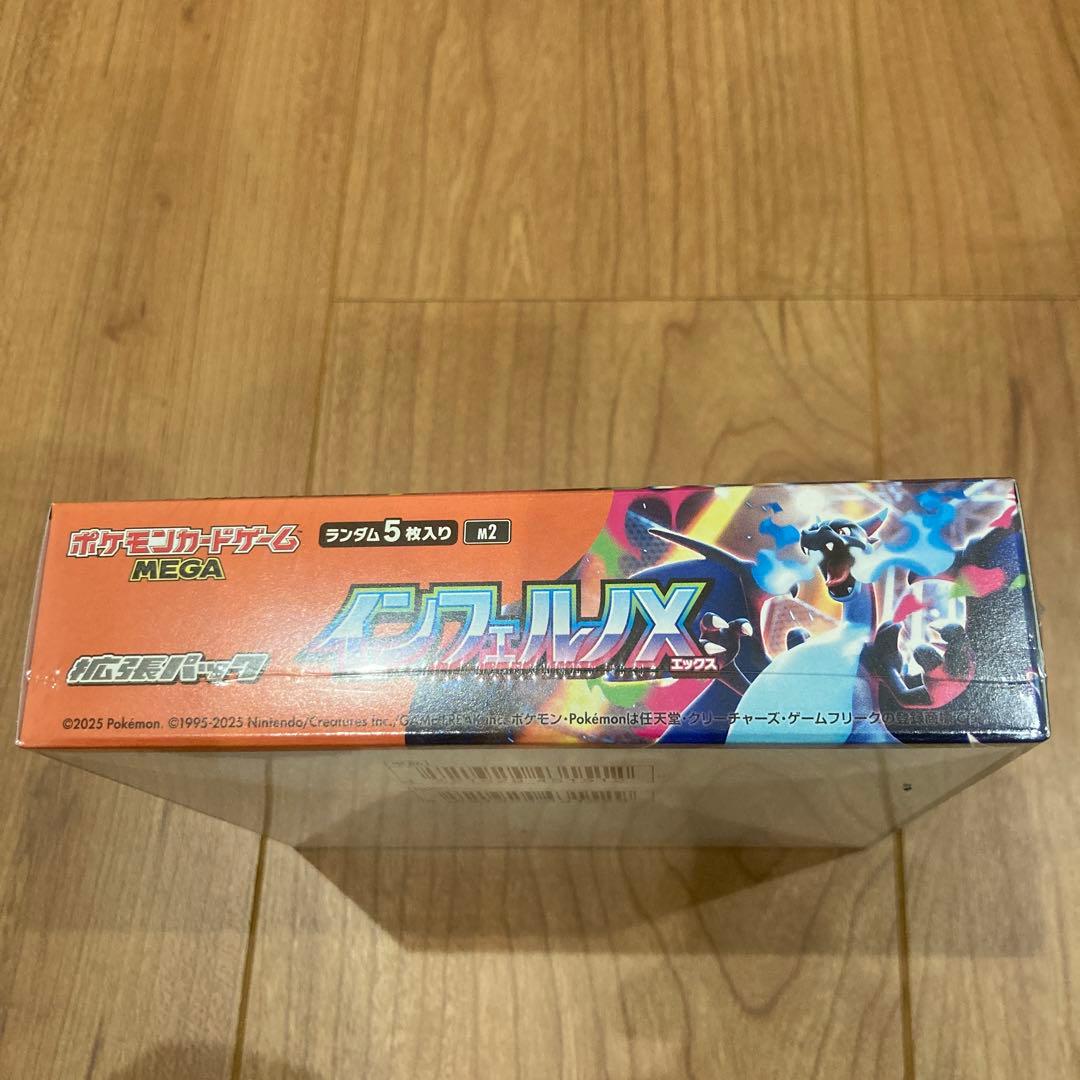 ポケモンカードゲーム
MEGA
ランダム5枚入り
M2
インフェルノX
エックス
拡張パック
©2025 Pokémon. ©1995-2025 Nintendo/Creatures Inc./GAME FREAK inc. ポケモン・Pokémonは任天堂・クリーチャーズ・ゲームフリークの登録商標です。